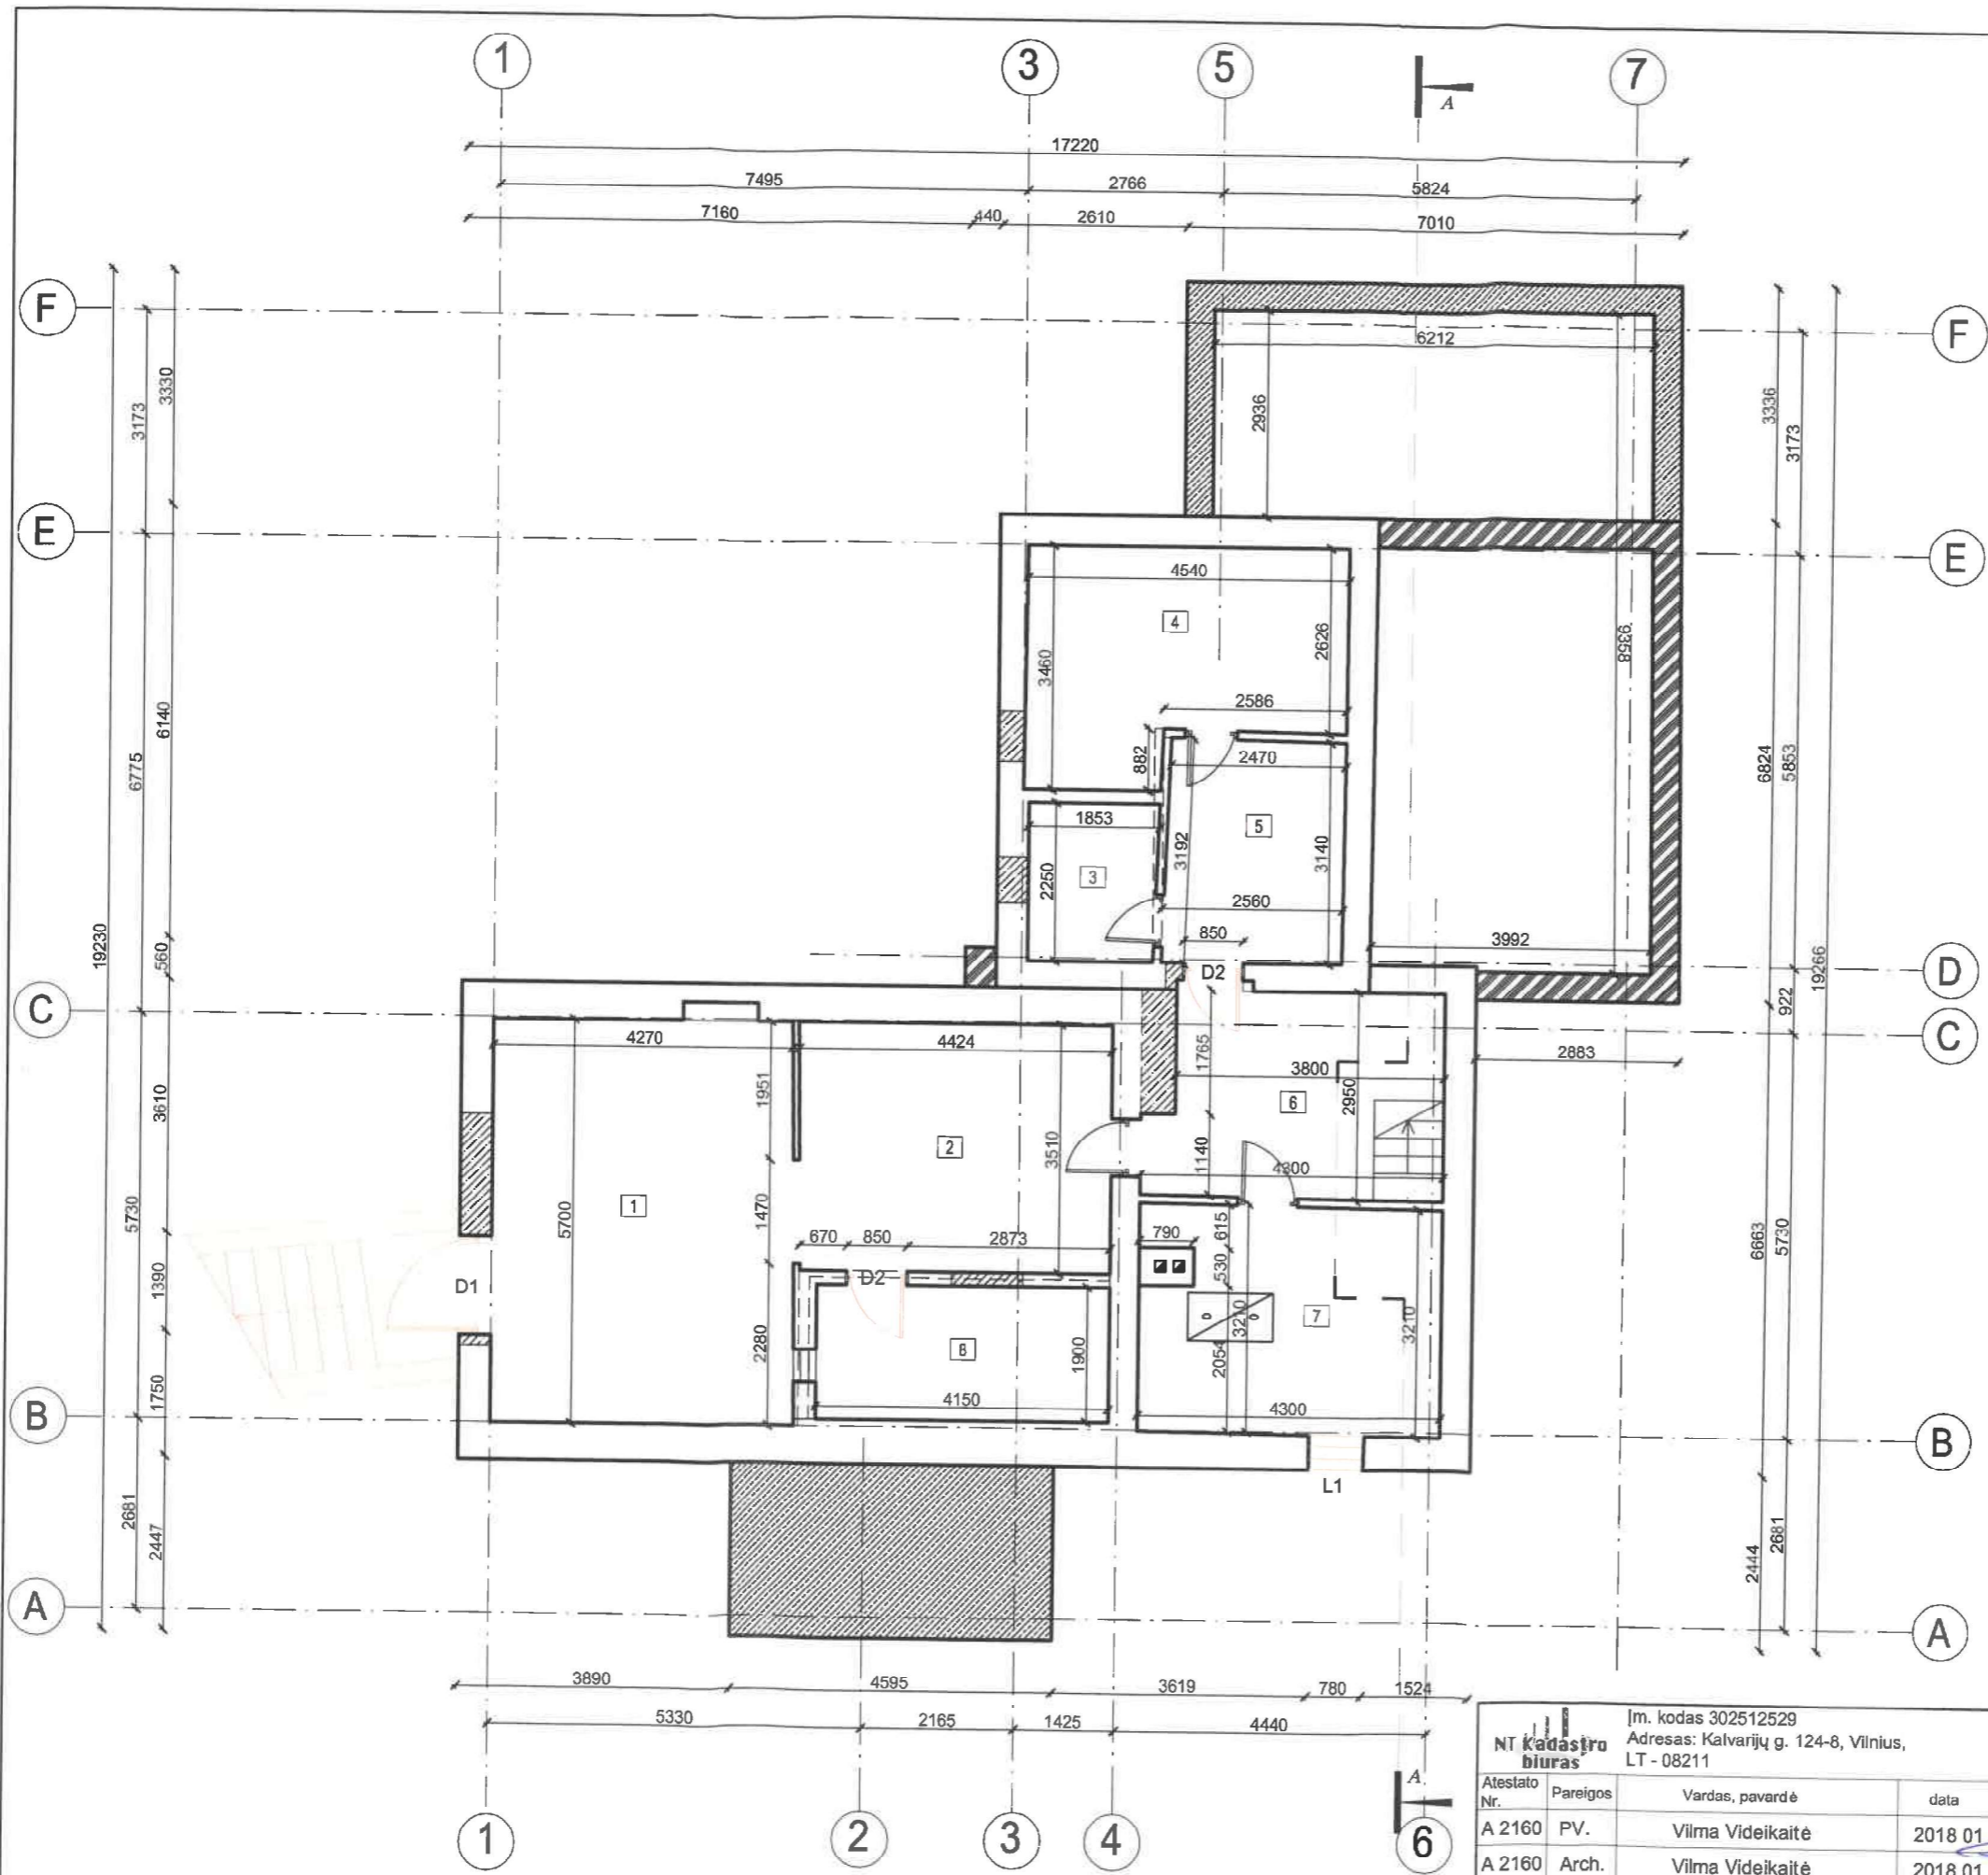 1 3 5 7
A
17220
7495 2766 5824
7160 440 2610 7010
F F
6212
2936
3330
3173
3336
3173
E E
4540
4
2626
3460
2586
882
2470
9358
6140
6775
6824
5853
1853
5
3192
3140
3
2250
2560
850
3992
19230
560
19266
D2
D
922
C C
4270 4424
1765
3800
2883
1951
3610
2950
6
2
3510
1140
4300
1
5700
1470
5730
670 850 2873
790
615
530
6663
5730
1390
D1
D2
3210
7
3210
2280
8
1900
2054
1750
4150
4300
B B
L1
2681
2447
2444
2681
A A
3890 4595 3619 780 1524
5330 2165 1425 4440
A
1 2 3 4 6
NT Kadastro
biuras
Įm. kodas 302512529
Adresas: Kalvarijų g. 124-8, Vilnius,
LT - 08211
Atestato
Nr. Pareigos Vardas, pavardė data
A 2160 PV. Vilma Videikaitė 2018 01
A 2160 Arch. Vilma Videikaitė 2018 01